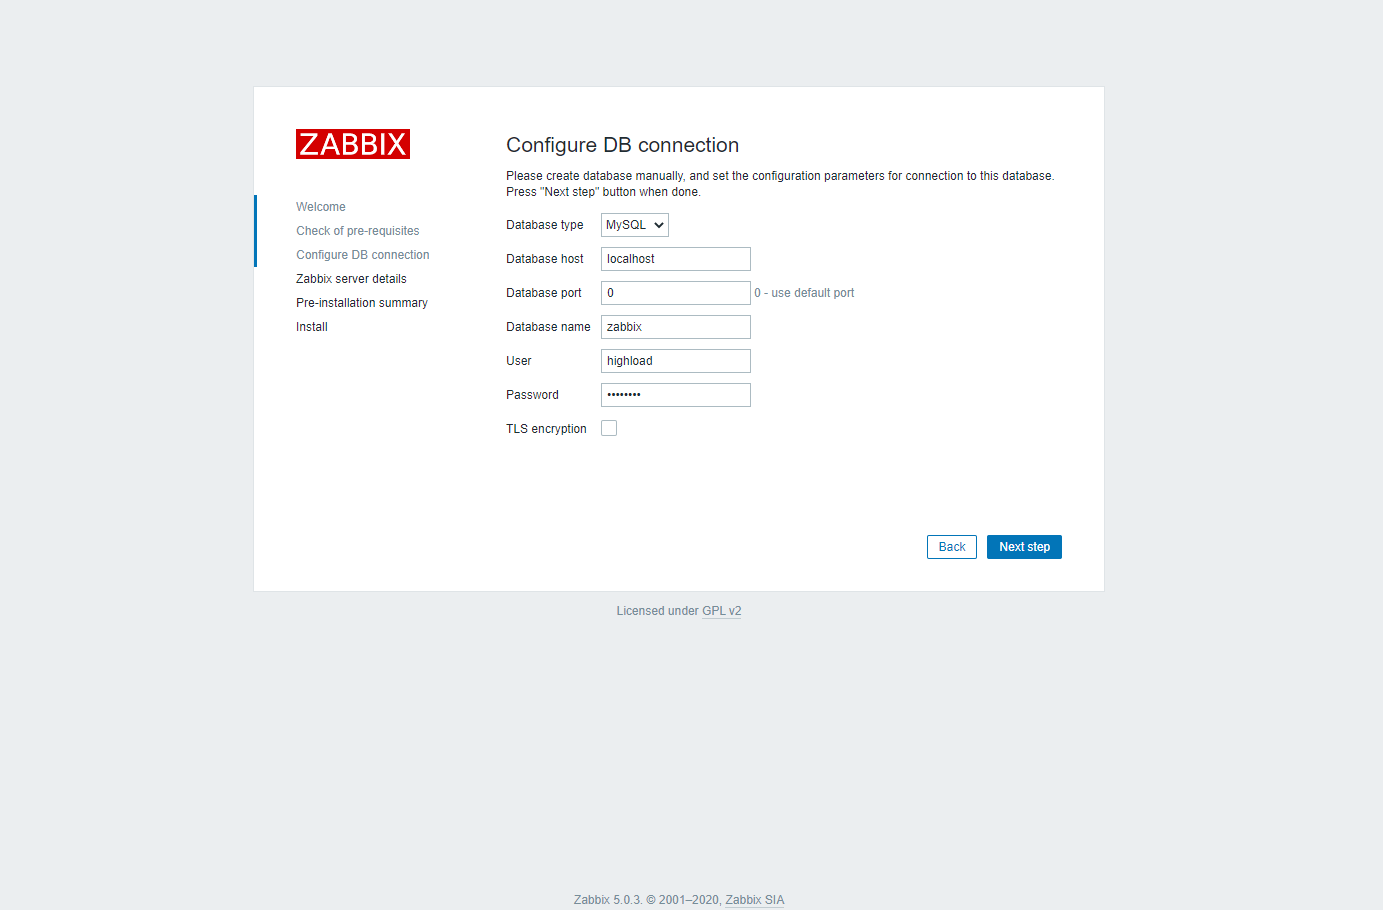 ZABBIX
Welcome
Check of pre-requisites
Configure DB connection
Zabbix server details
Pre-installation summary
Install
Configure DB connection
Please create database manually, and set the configuration parameters for connection to this database.
Press "Next step" button when done.
Database type MySQL
Database host localhost
Database port 0 0 - use default port
Database name zabbix
User highload
Password ••••••••
TLS encryption
Back Next step
Licensed under GPL v2
Zabbix 5.0.3. © 2001–2020, Zabbix SIA